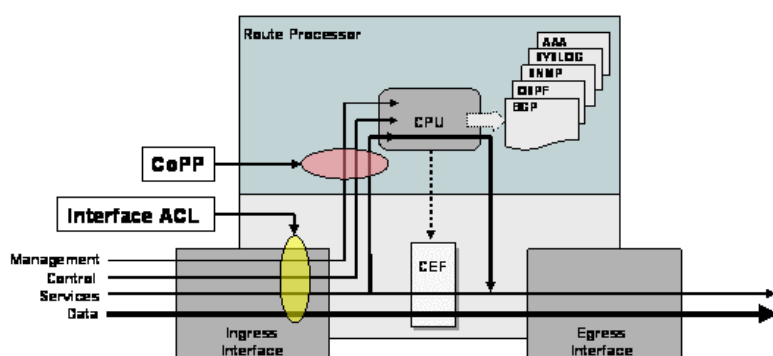 Route Processor
AAA
SYSLOG
SNMP
OSPF
BGP
CPU
CoPP
Interface ACL
Management
Control
Services
Data
CEF
Ingress
Interface
Egress
Interface